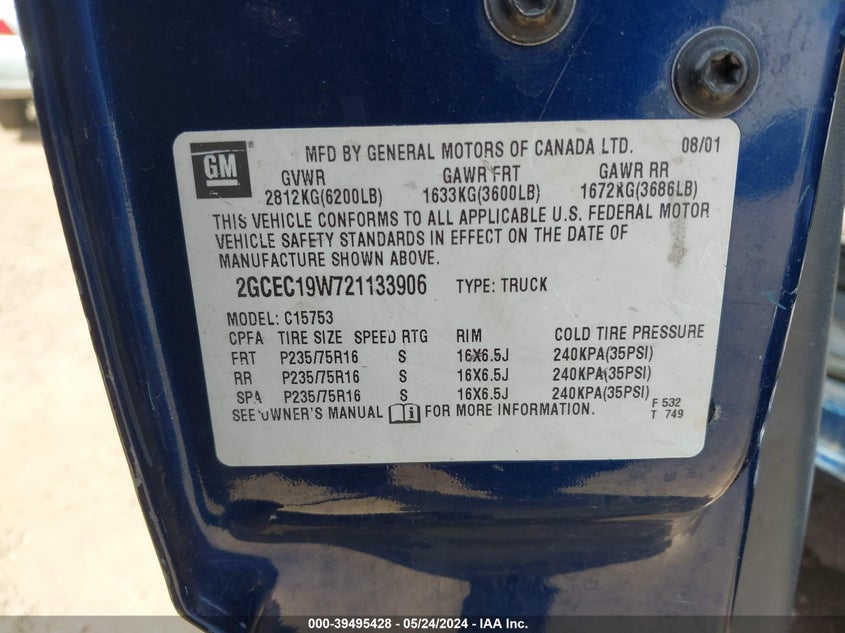 GM® MFD BY GENERAL MOTORS OF CANADA LTD. 08/01
GVWR GAWR FRT GAWR RR
2812KG(6200LB) 1633KG(3600LB) 1672KG(3686LB)
THIS VEHICLE CONFORMS TO ALL APPLICABLE U.S. FEDERAL MOTOR
VEHICLE SAFETY STANDARDS IN EFFECT ON THE DATE OF
MANUFACTURE SHOWN ABOVE.
2GCEC19W721133906 TYPE: TRUCK
MODEL: C15753
CPFA TIRE SIZE SPEED RTG RIM COLD TIRE PRESSURE
FRT P235/75R16 S 16X6.5J 240KPA(35PSI)
RR P235/75R16 S 16X6.5J 240KPA(35PSI)
SPA P235/75R16 S 16X6.5J 240KPA(35PSI) F 532
SEE OWNER'S MANUAL FOR MORE INFORMATION. T 749
000-39495428 - 05/24/2024 - IAA Inc.